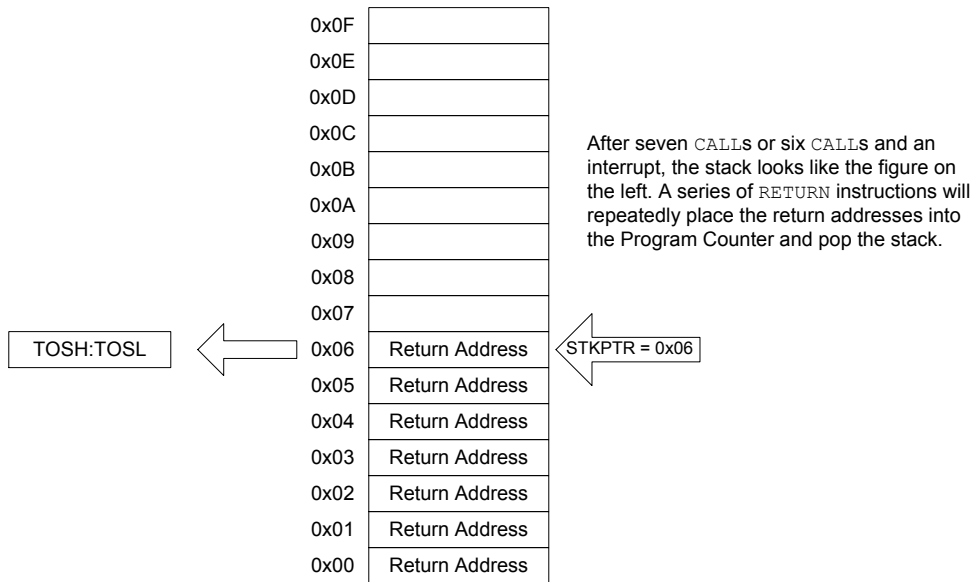 0x0F
0x0E
0x0D
0x0C
0x0B
0x0A
0x09
0x08
0x07
TOSH:TOSL
0x06 Return Address
STKPTR = 0x06
0x05 Return Address
0x04 Return Address
0x03 Return Address
0x02 Return Address
0x01 Return Address
0x00 Return Address
After seven CALLs or six CALLs and an
interrupt, the stack looks like the figure on
the left. A series of RETURN instructions will
repeatedly place the return addresses into
the Program Counter and pop the stack.